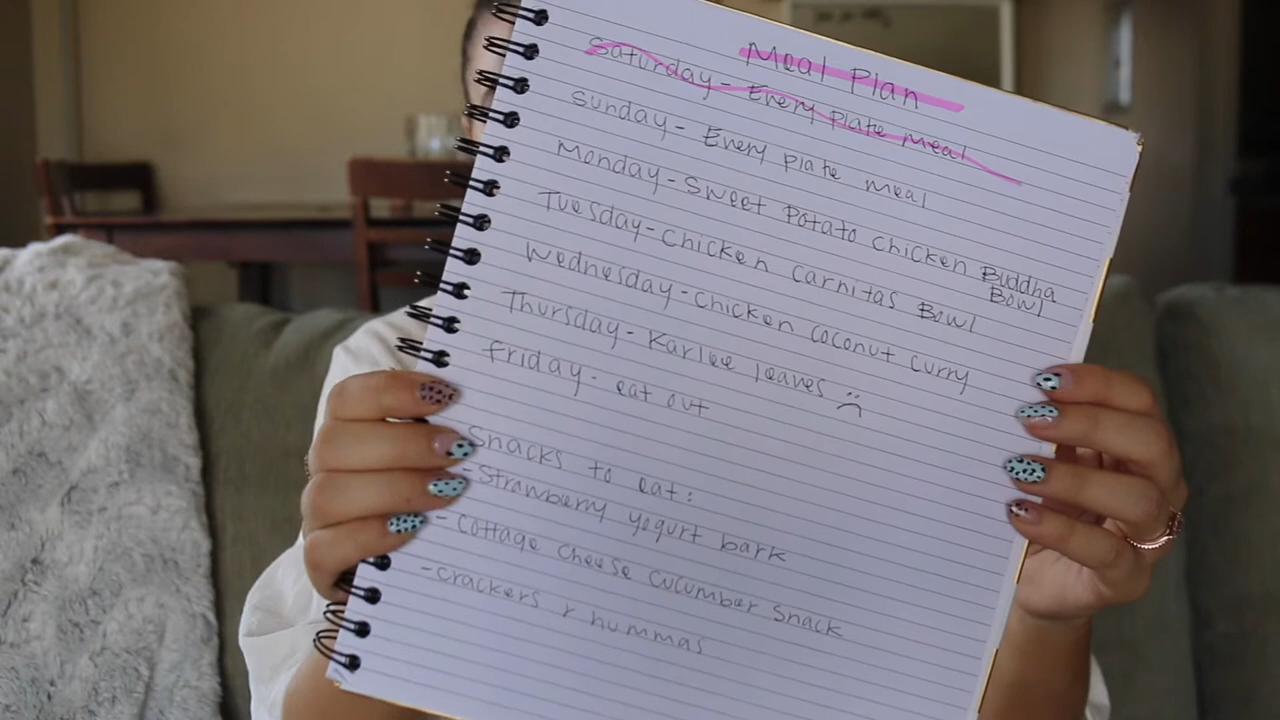 Meal Plan
Saturday - Every plate meal
Sunday - Every plate meal
Monday - Sweet Potato Chicken Buddha
Bowl
Tuesday - Chicken Carnitas Bowl
Wednesday - Chicken coconut curry
Thursday - Karlee leaves ☹
Friday - eat out
Snacks to eat:
- Strawberry yogurt bark
- Cottage cheese cucumber snack
- crackers + hummas